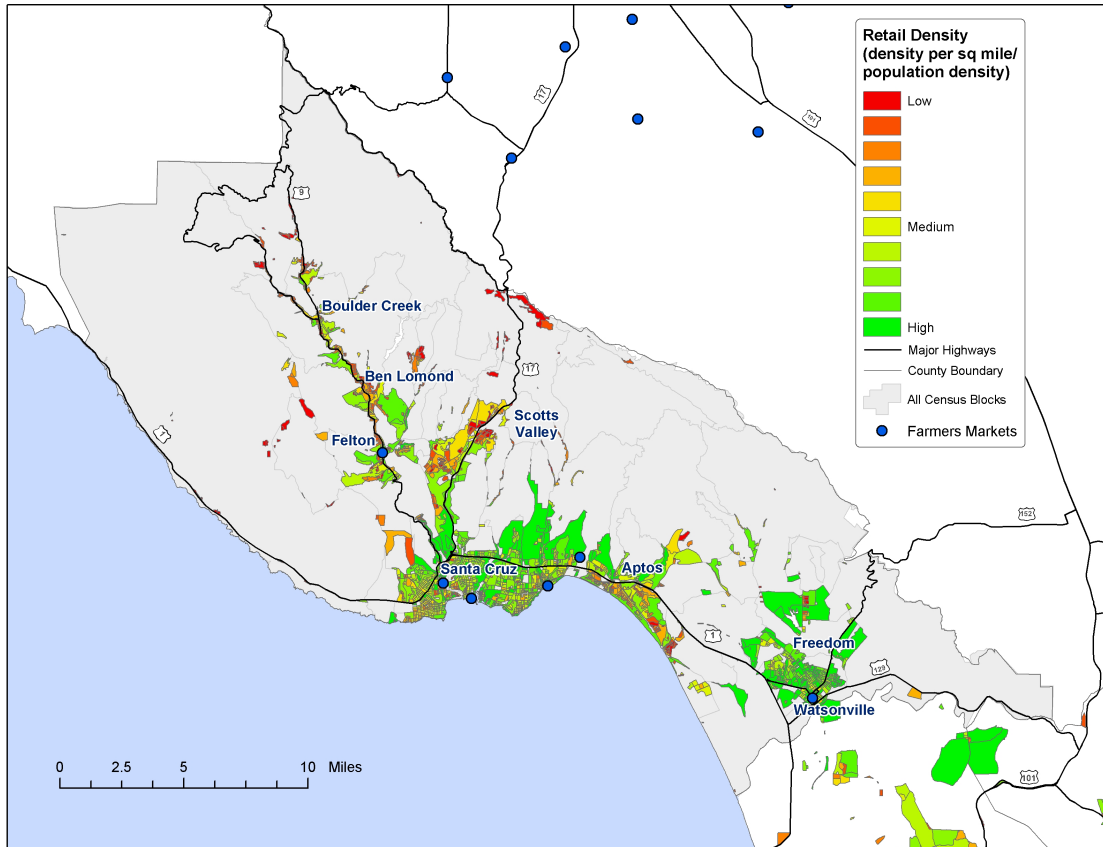 Retail Density
(density per sq mile/
population density)
Low
Medium
High
Major Highways
County Boundary
All Census Blocks
Farmers Markets
17
101
9
Boulder Creek
17
Ben Lomond
Scotts
Valley
Felton
1
152
Santa Cruz
Aptos
1
Freedom
129
Watsonville
101
0 2.5 5 10 Miles